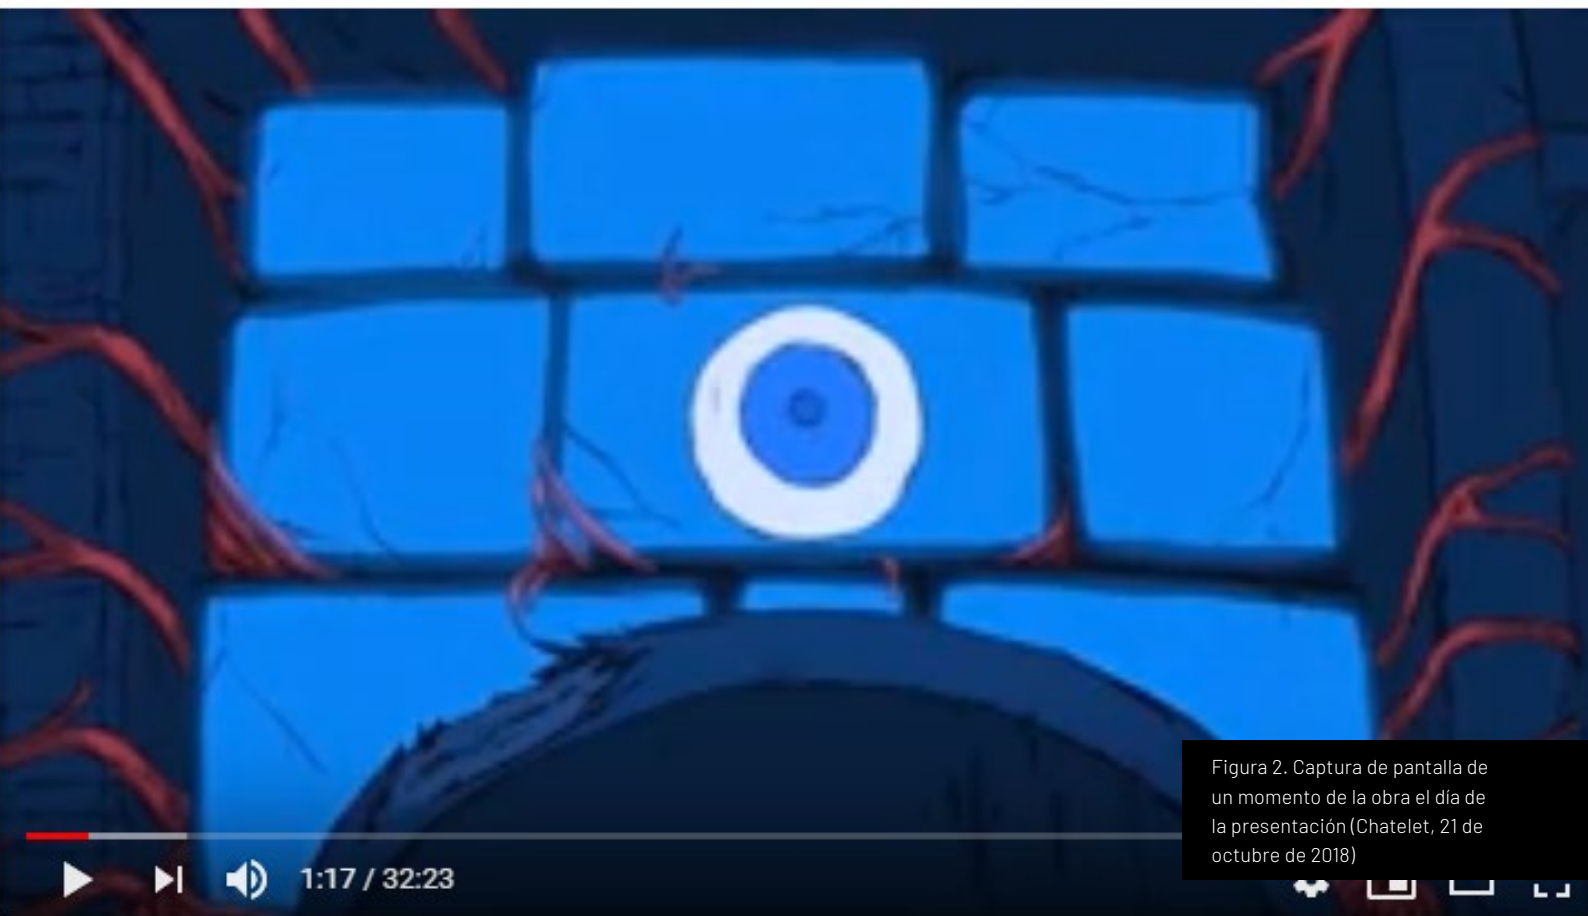 Figura 2. Captura de pantalla de
un momento de la obra el día de
la presentación (Chatelet, 21 de
octubre de 2018)
1:17 / 32:23